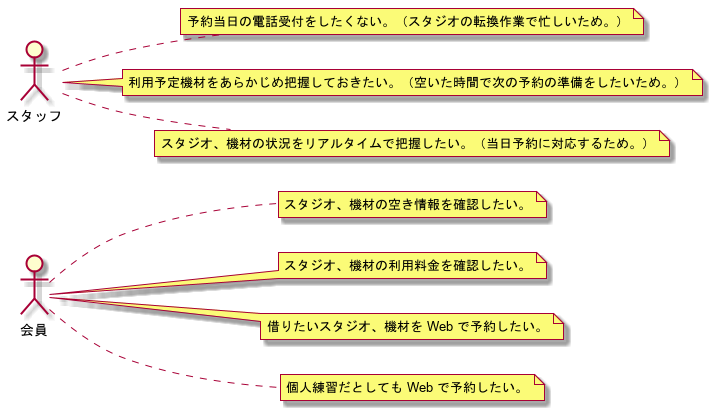 予約当日の電話受付をしたくない。（スタジオの転換作業で忙しいため。）
利用予定機材をあらかじめ把握しておきたい。（空いた時間で次の予約の準備をしたいため。）
スタッフ
スタジオ、機材の状況をリアルタイムで把握したい。（当日予約に対応するため。）
スタジオ、機材の空き情報を確認したい。
スタジオ、機材の利用料金を確認したい。
会員
借りたいスタジオ、機材を Web で予約したい。
個人練習だとしても Web で予約したい。